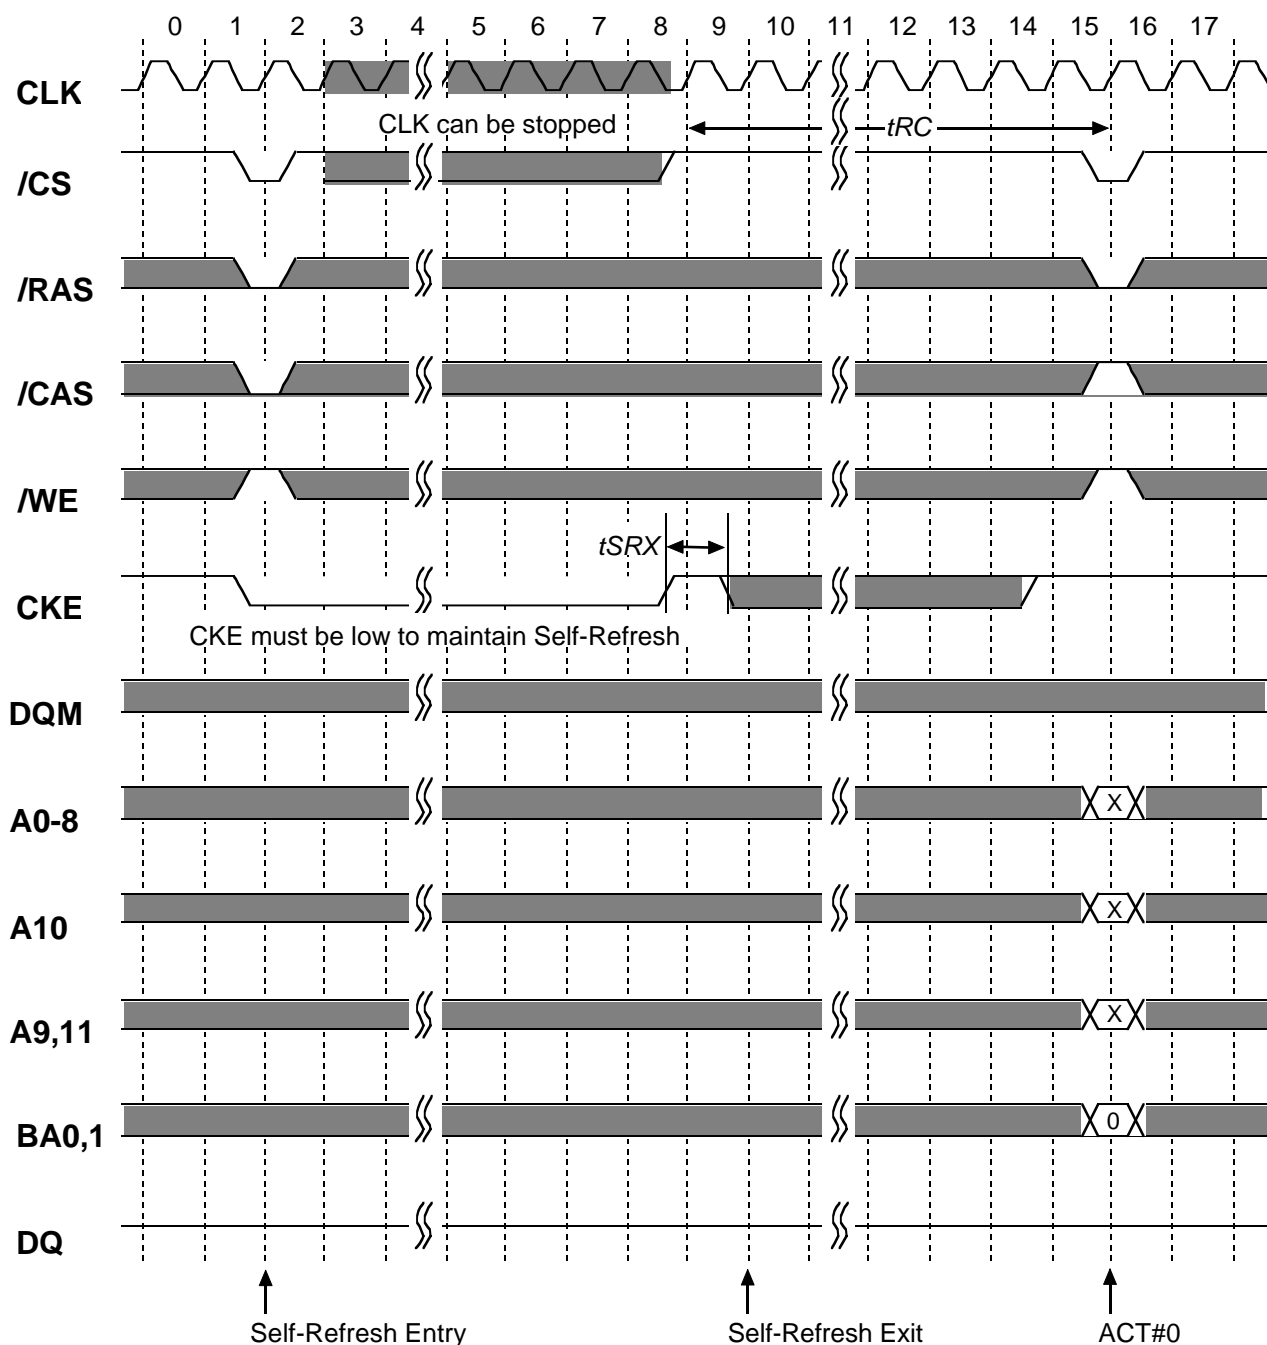 0 1 2 3 4 5 6 7 8 9 10 11 12 13 14 15 16 17
CLK
CLK can be stopped
tRC
/CS
/RAS
/CAS
/WE
tSRX
CKE
CKE must be low to maintain Self-Refresh
DQM
A0-8
X
A10
X
A9,11
X
BA0,1
0
DQ
Self-Refresh Entry
Self-Refresh Exit
ACT#0